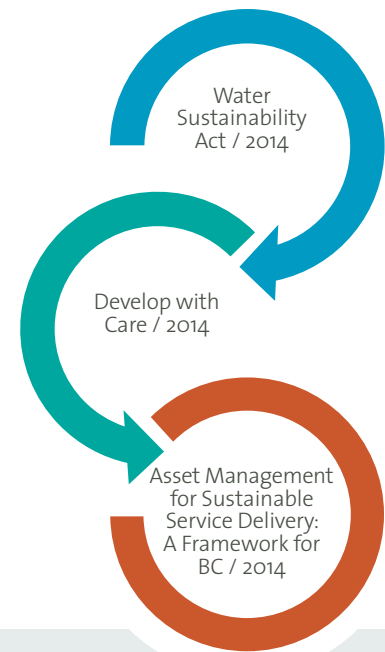 Water
Sustainability
Act / 2014
Develop with
Care / 2014
Asset Management
for Sustainable
Service Delivery:
A Framework for
BC / 2014